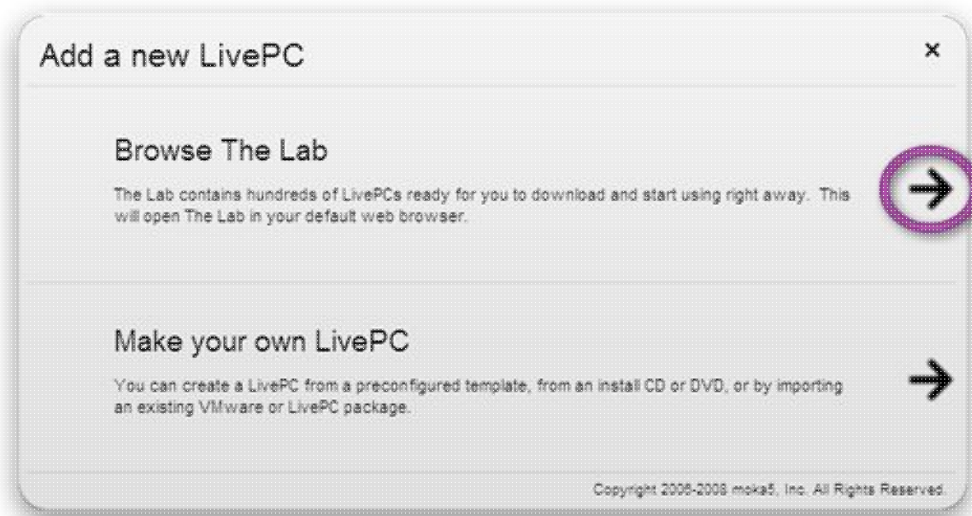 Add a new LivePC
×
Browse The Lab
The Lab contains hundreds of LivePCs ready for you to download and start using right away. This
will open The Lab in your default web browser.
Make your own LivePC
You can create a LivePC from a preconfigured template, from an install CD or DVD, or by importing
an existing VMware or LivePC package.
Copyright 2006-2008 moka5, Inc. All Rights Reserved.